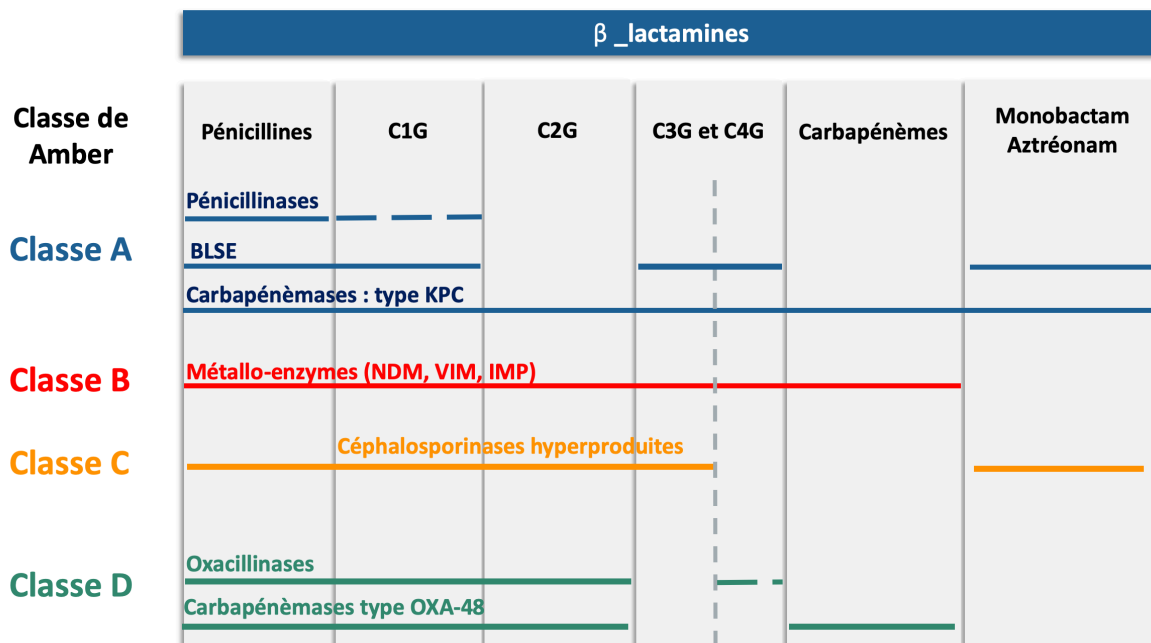 β _lactamines
Classe de
Amber
Pénicillines
C1G
C2G
C3G et C4G
Carbapénèmes
Monobactam
Aztréonam
Classe A
Pénicillinases
BLSE
Carbapénèmases : type KPC
Classe B
Métallo-enzymes (NDM, VIM, IMP)
Classe C
Céphalosporinases hyperproduites
Classe D
Oxacillinases
Carbapénèmases type OXA-48